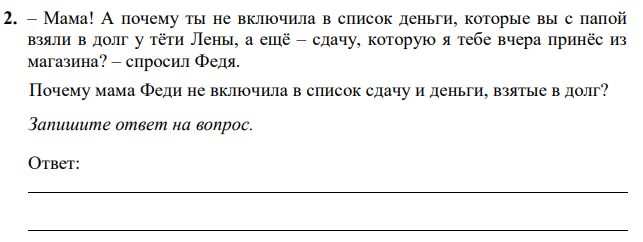 2. – Мама! А почему ты не включила в список деньги, которые вы с папой
взяли в долг у тёти Лены, а ещё – сдачу, которую я тебе вчера принёс из
магазина? – спросил Федя.
Почему мама Феди не включила в список сдачу и деньги, взятые в долг?
Запишите ответ на вопрос.
Ответ: